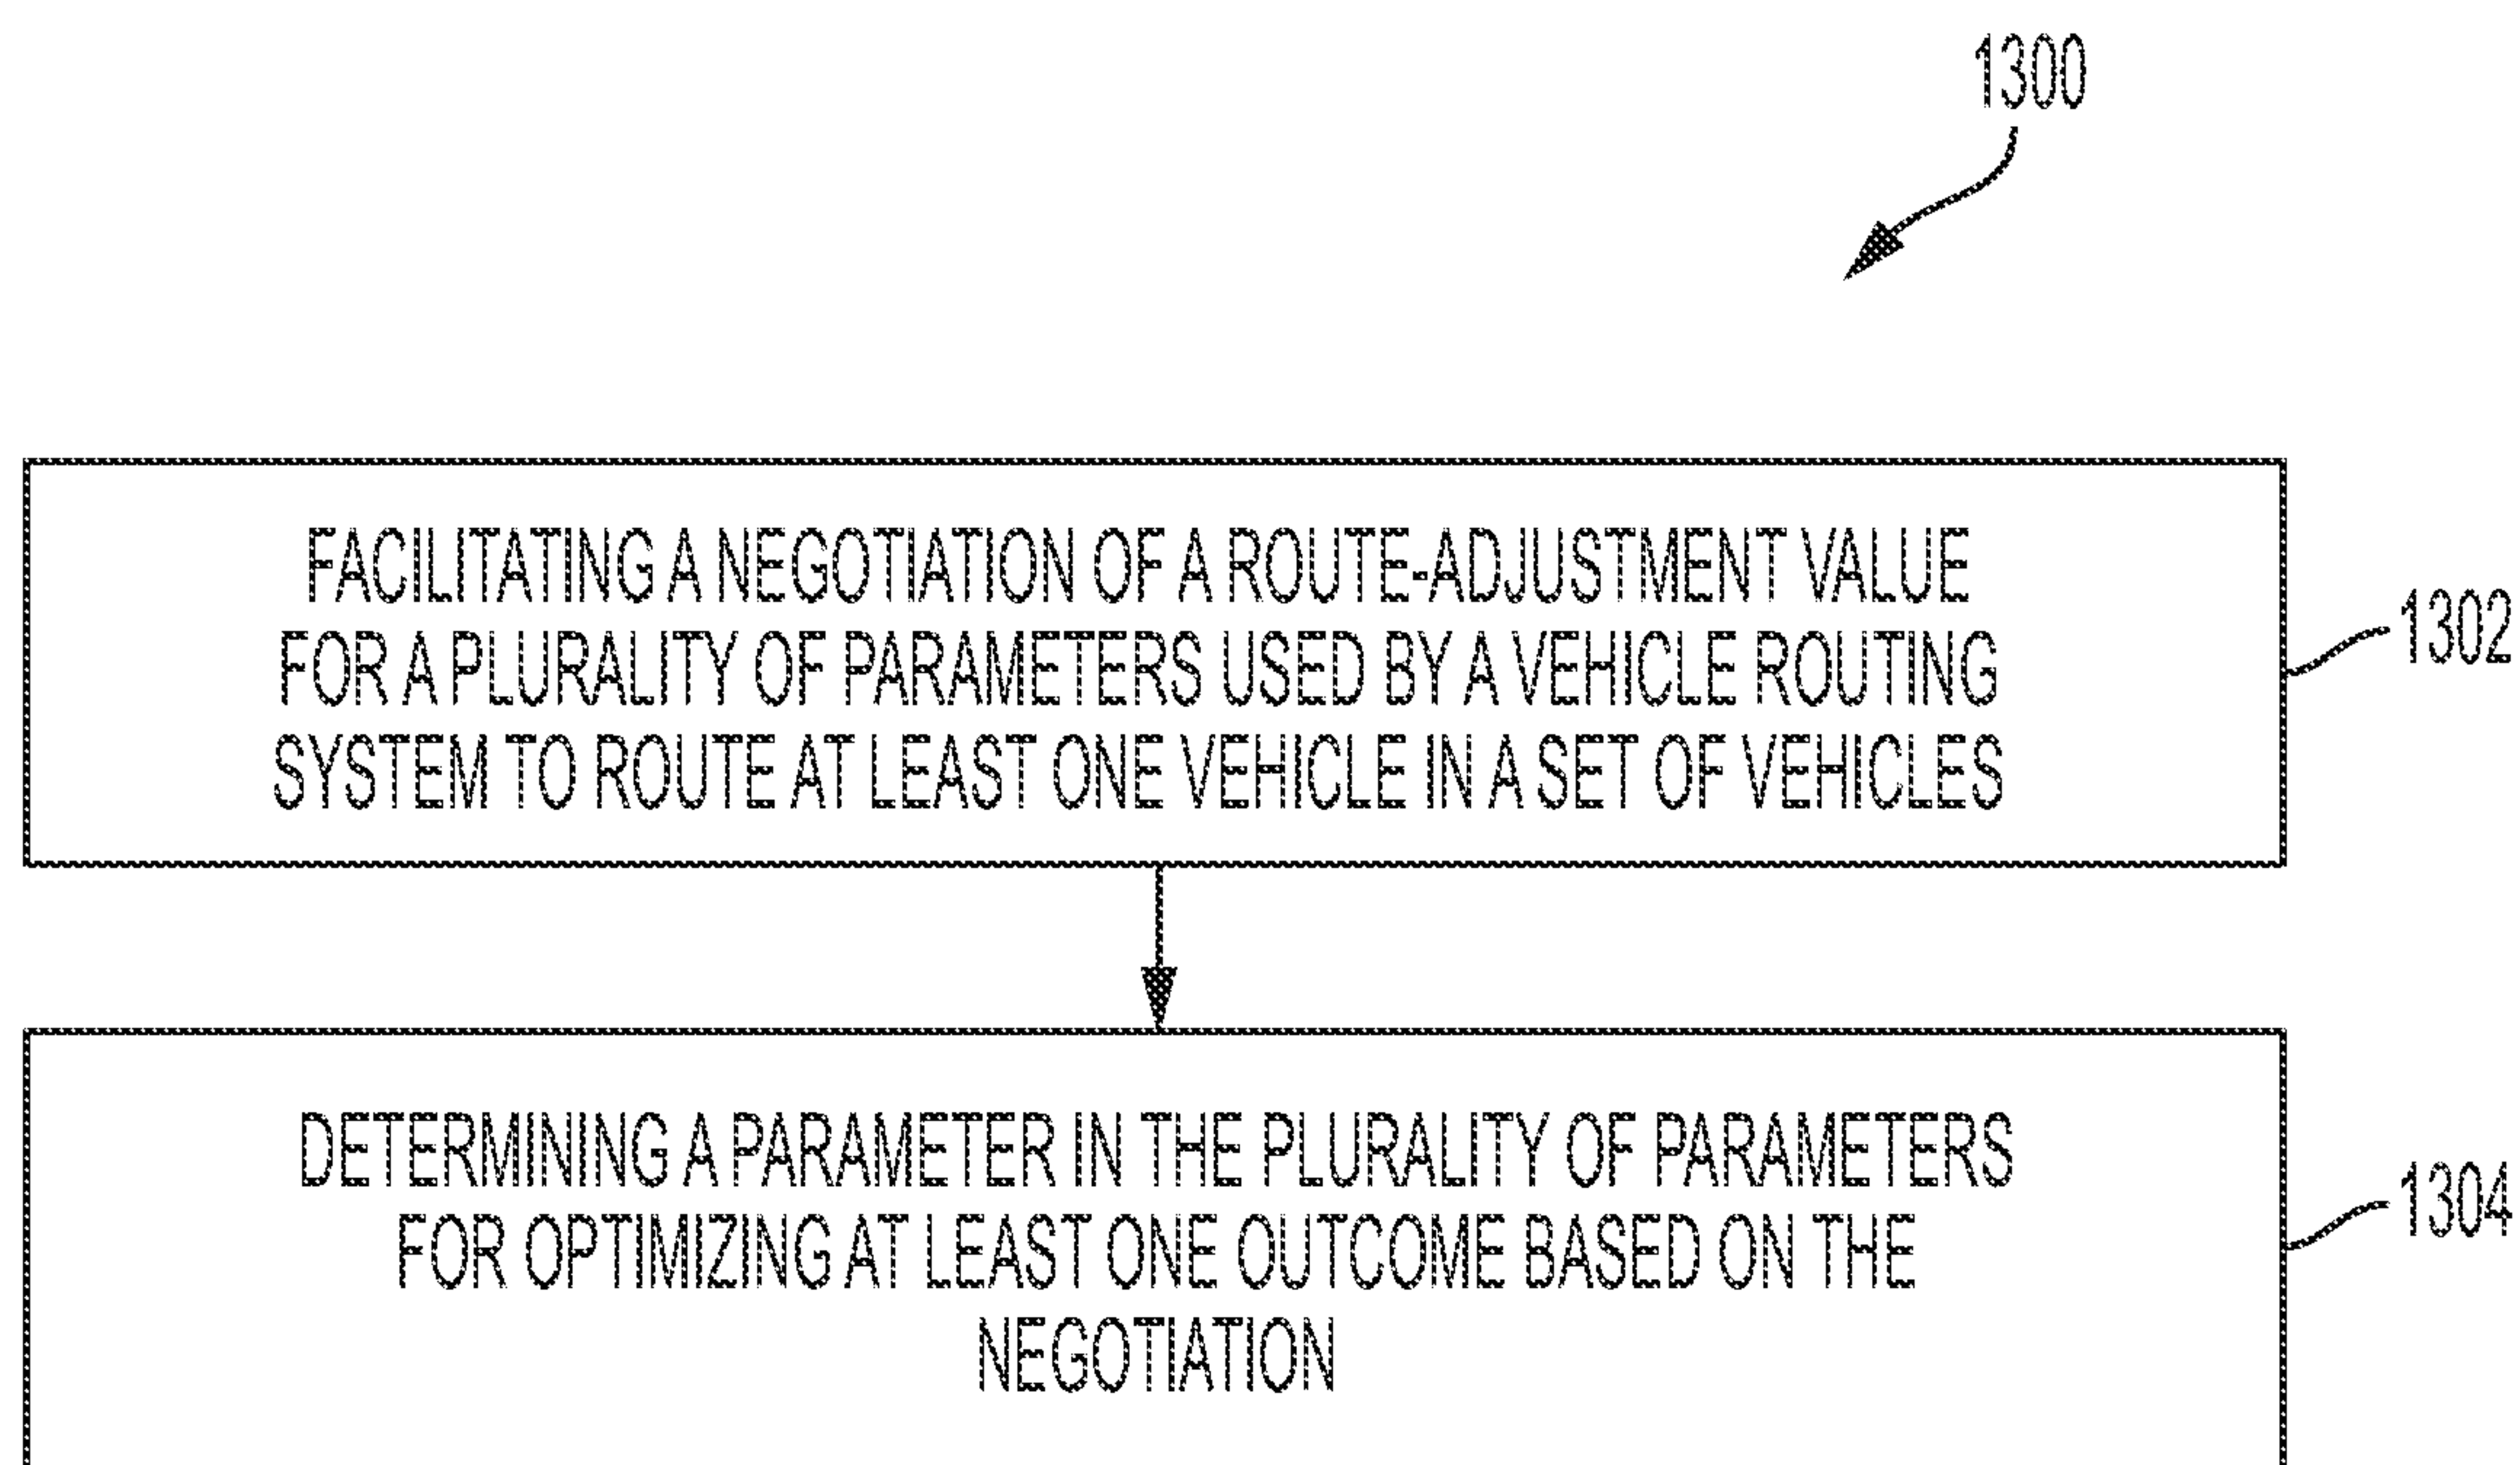 1300
FACILITATING A NEGOTIATION OF A ROUTE-ADJUSTMENT VALUE
FOR A PLURALITY OF PARAMETERS USED BY A VEHICLE ROUTING
SYSTEM TO ROUTE AT LEAST ONE VEHICLE IN A SET OF VEHICLES
1302
DETERMINING A PARAMETER IN THE PLURALITY OF PARAMETERS
FOR OPTIMIZING AT LEAST ONE OUTCOME BASED ON THE
NEGOTIATION
1304